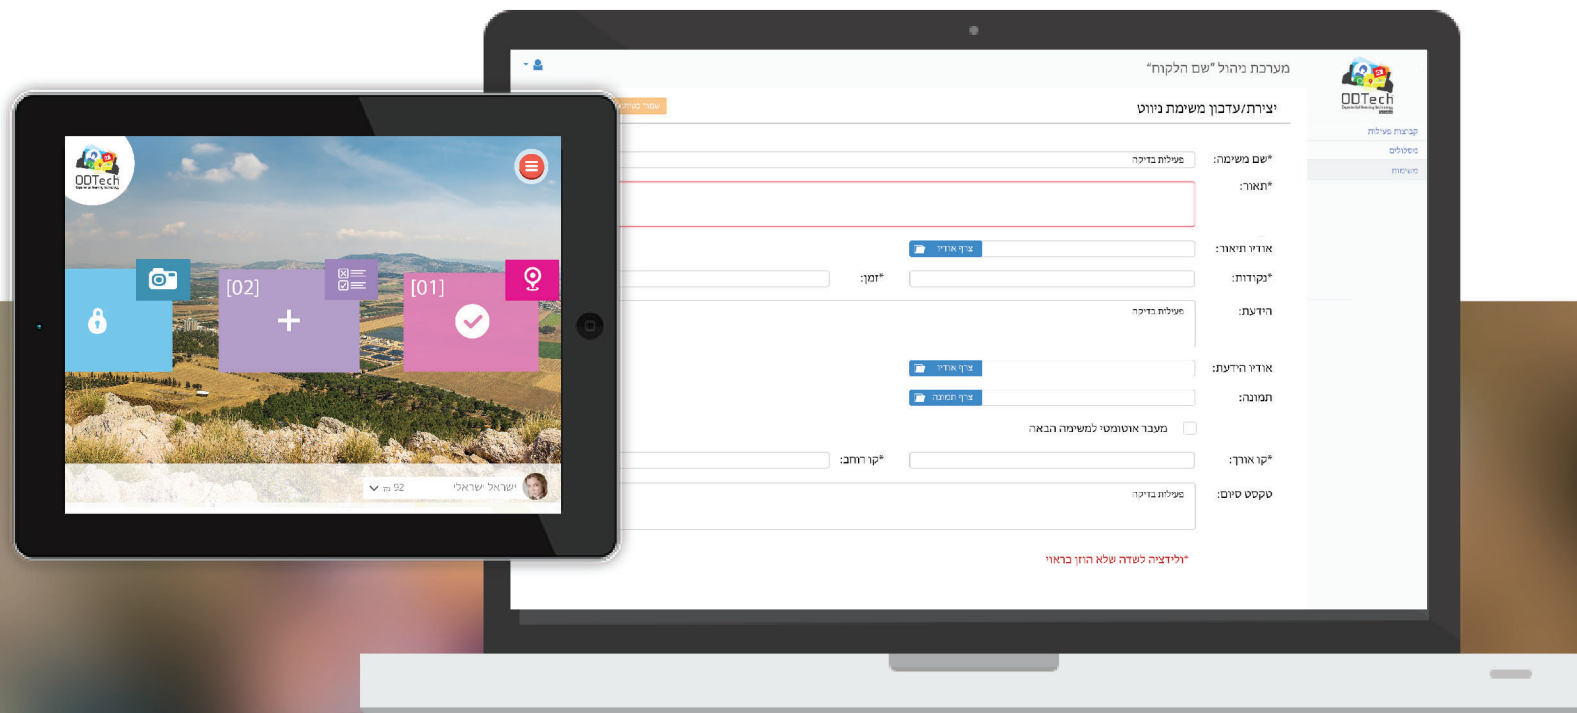 ODTech
[02]
[01]
ישראל ישראלי
92 נק׳
מערכת ניהול ״שם הלקוח״
ODTech
יצירת/עדכון משימת ניווט
קבוצות פעילות
מסלולים
משימות
*שם משימה:
פעילות בדיקה
*תאור:
אודיו תיאור:
צרף אודיו
*נקודות:
*זמן:
הידעת:
פעילות בדיקה
אודיו הידעת:
צרף אודיו
תמונה:
צרף תמונה
מעבר אוטומטי למשימה הבאה
*קו אורך:
*קו רוחב:
טקסט סיום:
פעילות בדיקה
*ולידציה לשדה שלא הוזן כראוי